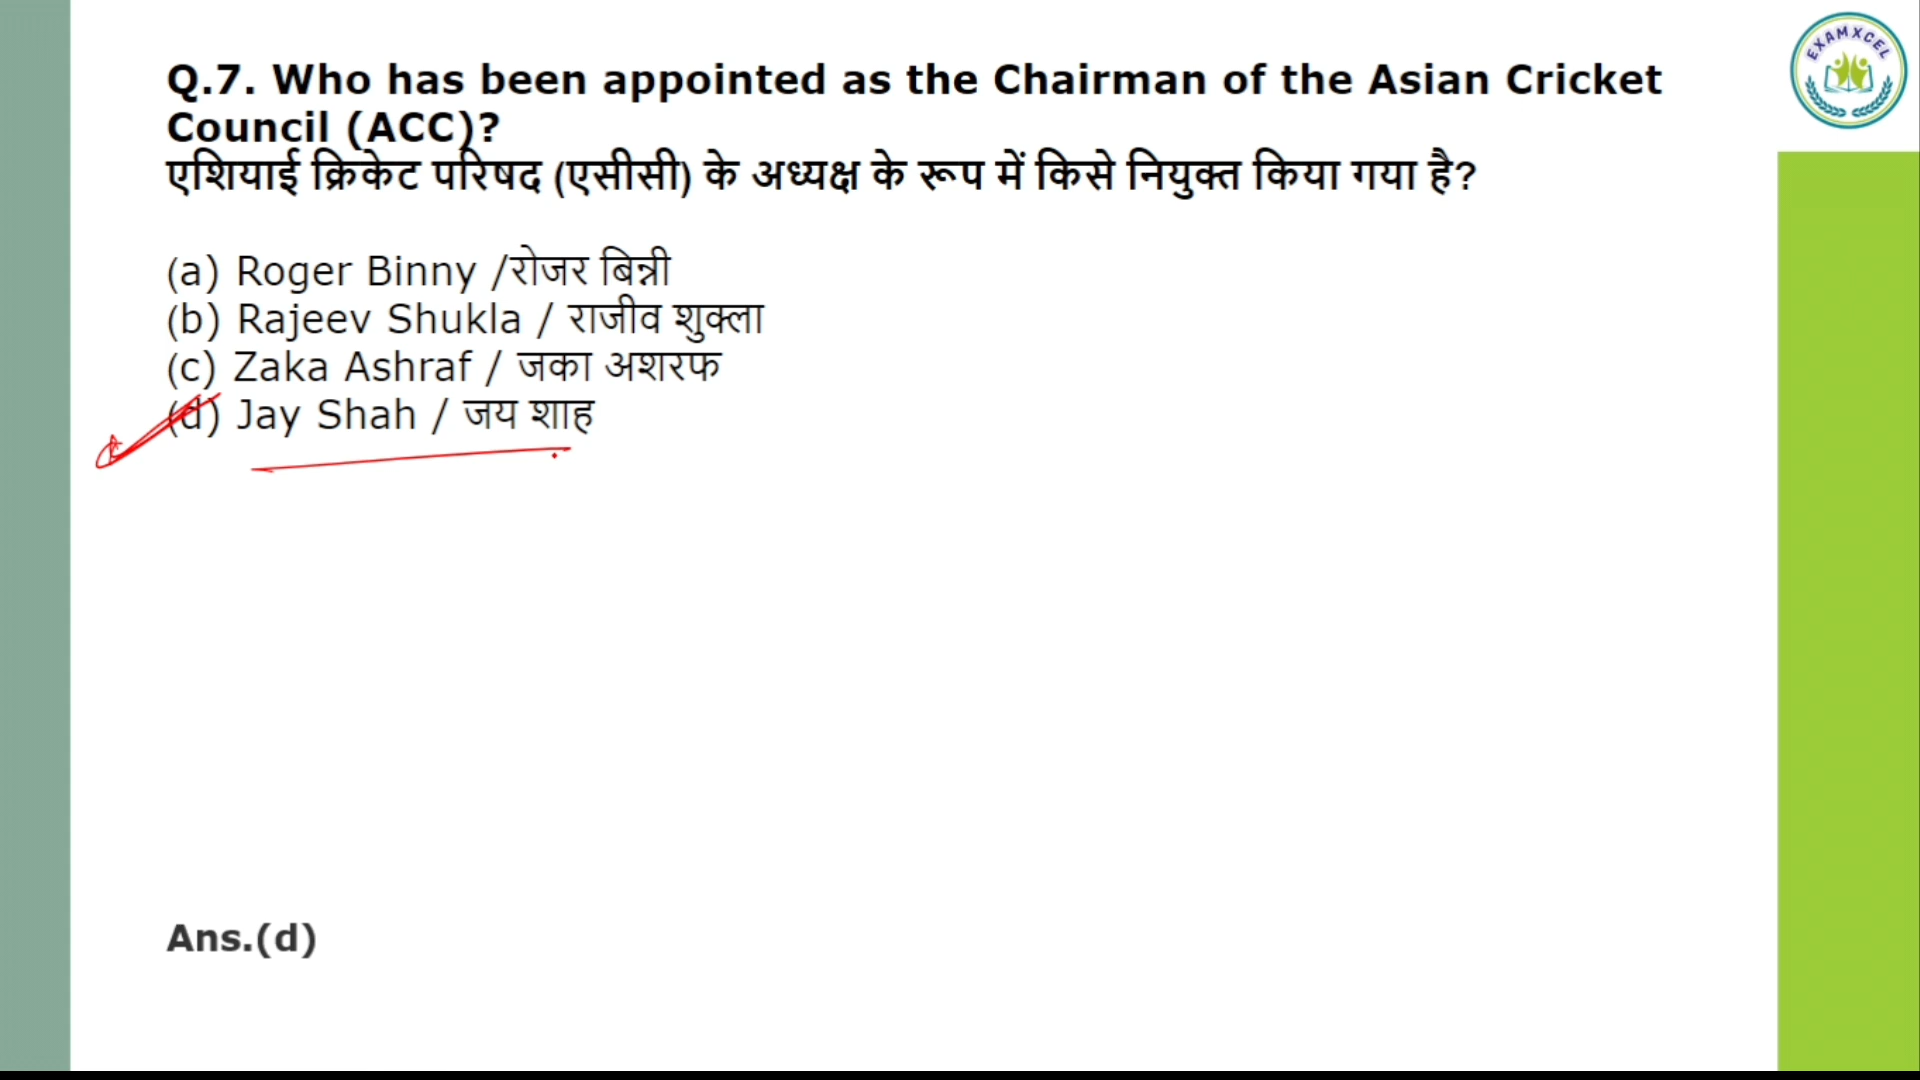 Q.7. Who has been appointed as the Chairman of the Asian Cricket
Council (ACC)?
एशियाई क्रिकेट परिषद (एसीसी) के अध्यक्ष के रूप में किसे नियुक्त किया गया है?
(a) Roger Binny /रोजर बिन्नी
(b) Rajeev Shukla / राजीव शुक्ला
(c) Zaka Ashraf / जका अशरफ
(d) Jay Shah / जय शाह
Ans.(d)
EXAMXCEL